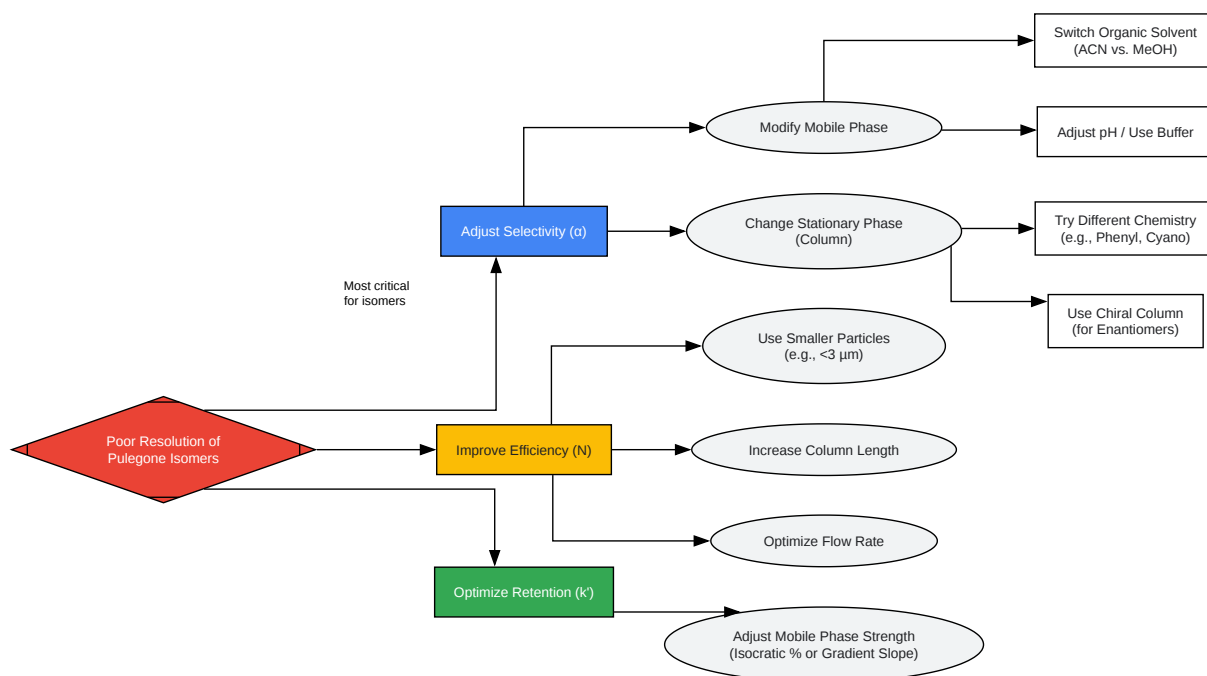 Switch Organic Solvent
(ACN vs. MeOH)
Modify Mobile Phase
Adjust pH / Use Buffer
Adjust Selectivity (α)
Change Stationary Phase
(Column)
Try Different Chemistry
(e.g., Phenyl, Cyano)
Most critical
for isomers
Use Chiral Column
(for Enantiomers)
Use Smaller Particles
(e.g., <3 µm)
Poor Resolution of
Pulegone Isomers
Improve Efficiency (N)
Increase Column Length
Optimize Flow Rate
Optimize Retention (k')
Adjust Mobile Phase Strength
(Isocratic % or Gradient Slope)